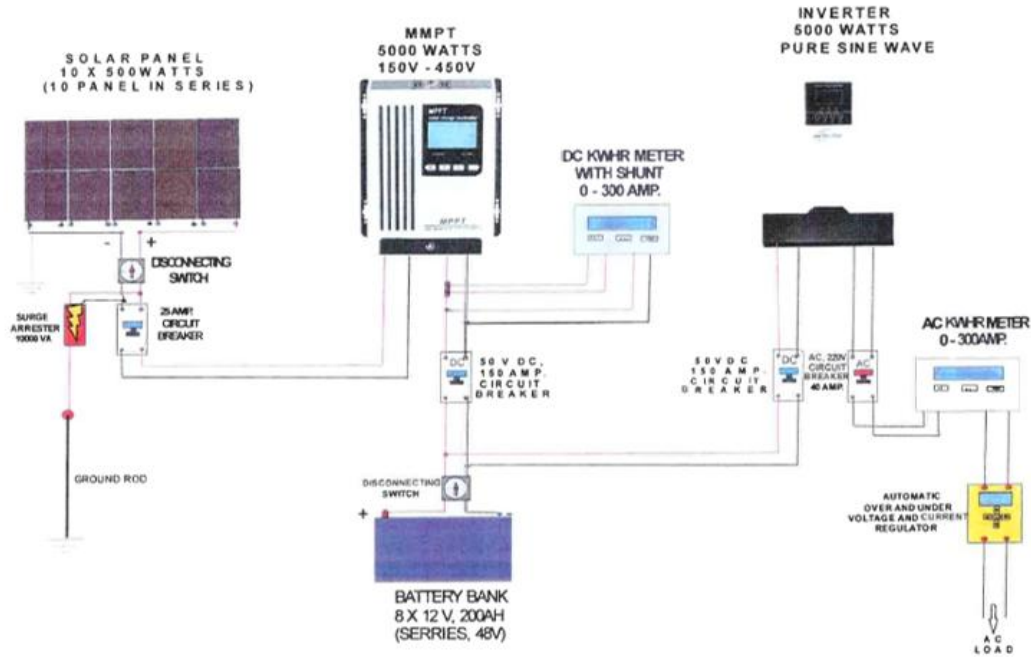 SOLAR PANEL
10 X 500WATTS
(10 PANEL IN SERIES)
MMPT
5000 WATTS
150V - 450V
INVERTER
5000 WATTS
PURE SINE WAVE
MPPT
MPPT
DC KWHR METER
WITH SHUNT
0 - 300 AMP.
- +
DISCONNECTING
SWITCH
SURGE
ARRESTER
10000 VA
25 AMP.
CIRCUIT
BREAKER
DC
50 V DC,
150 AMP.
CIRCUIT
BREAKER
50V DC
150 AMP.
CIRCUIT
BREAKER
DC
AC, 220V
CIRCUIT
BREAKER
40 AMP.
AC
AC KWHR METER
0 - 300AMP.
GROUND ROD
DISCONNECTING
SWITCH
+ -
BATTERY BANK
8 X 12 V, 200AH
(SERRIES, 48V)
AUTOMATIC
OVER AND UNDER
VOLTAGE AND CURRENT
REGULATOR
AC
LOAD